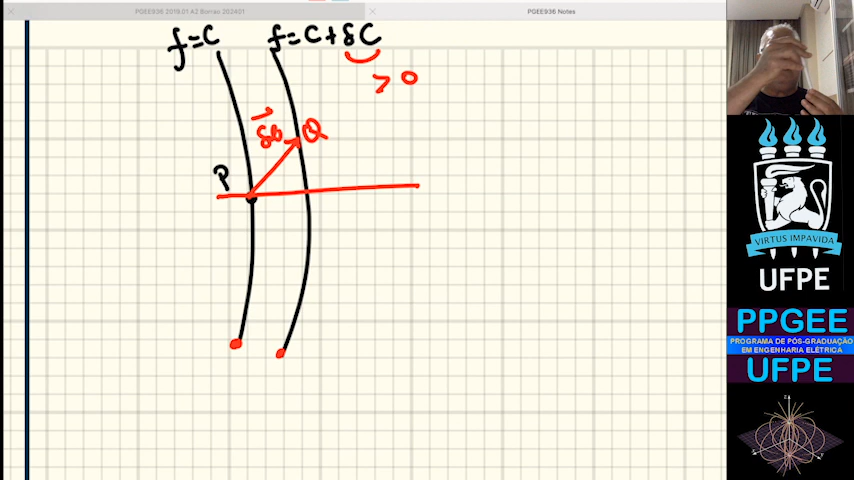 PGEE936 2019.01 A2 Borras 202401
PGEE936 Notes
f=C
f=C+δC
> 0
Q
P
VIRTUS IMPAVIDA
UFPE
PPGEE
PROGRAMA DE PÓS-GRADUAÇÃO
EM ENGENHARIA ELÉTRICA
UFPE